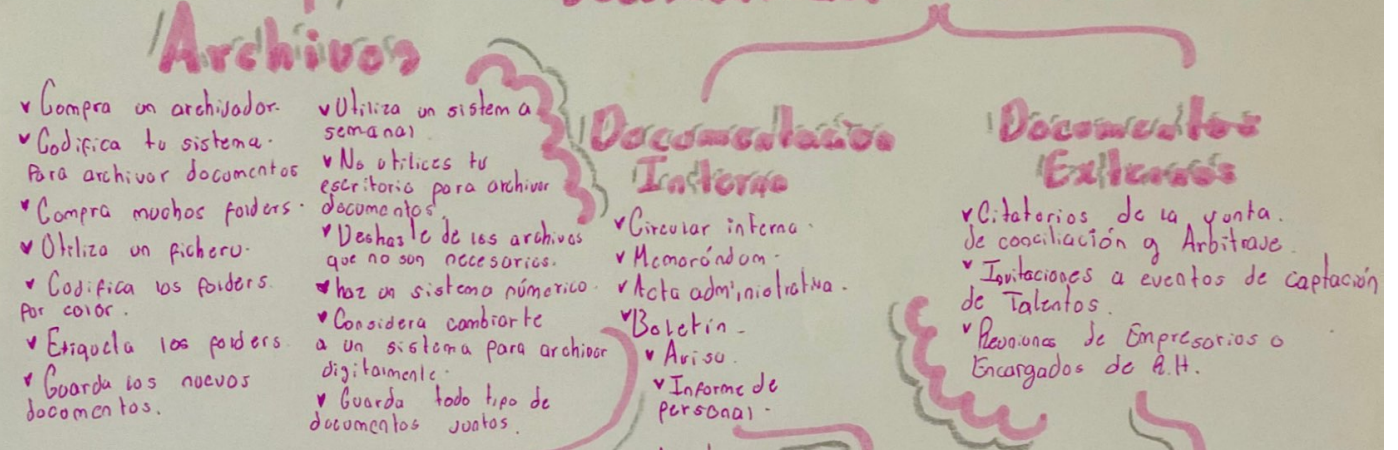 Archivos
v Compra un archivador.
v Codifica tu sistema.
Para archivar documentos
v Compra muchos folders.
v Utiliza un fichero.
v Codifica los folders
por color.
v Etiqueta los folders
v Guarda los nuevos
documentos.
v Utiliza un sistema
semanal
v No utilices tu
escritorio para archivar
documentos.
v Deshasle de los archivos
que no son necesarios.
v haz un sistema númerico.
v Considera cambiarte
a un sistema para archivar
digitalmente.
v Guarda todo tipo de
documentos juntos.
Documentación
Interna
v Circular interna.
v Memorándum.
v Acta administrativa.
v Boletín.
v Aviso.
v Informe de
personal.
Documentos
Externos
v Citatorios de la yunta.
de conciliación y Arbitraje.
v Invitaciones a eventos de captación
de Talentos.
v Reuniones de Empresarios o
Encargados de R.H.